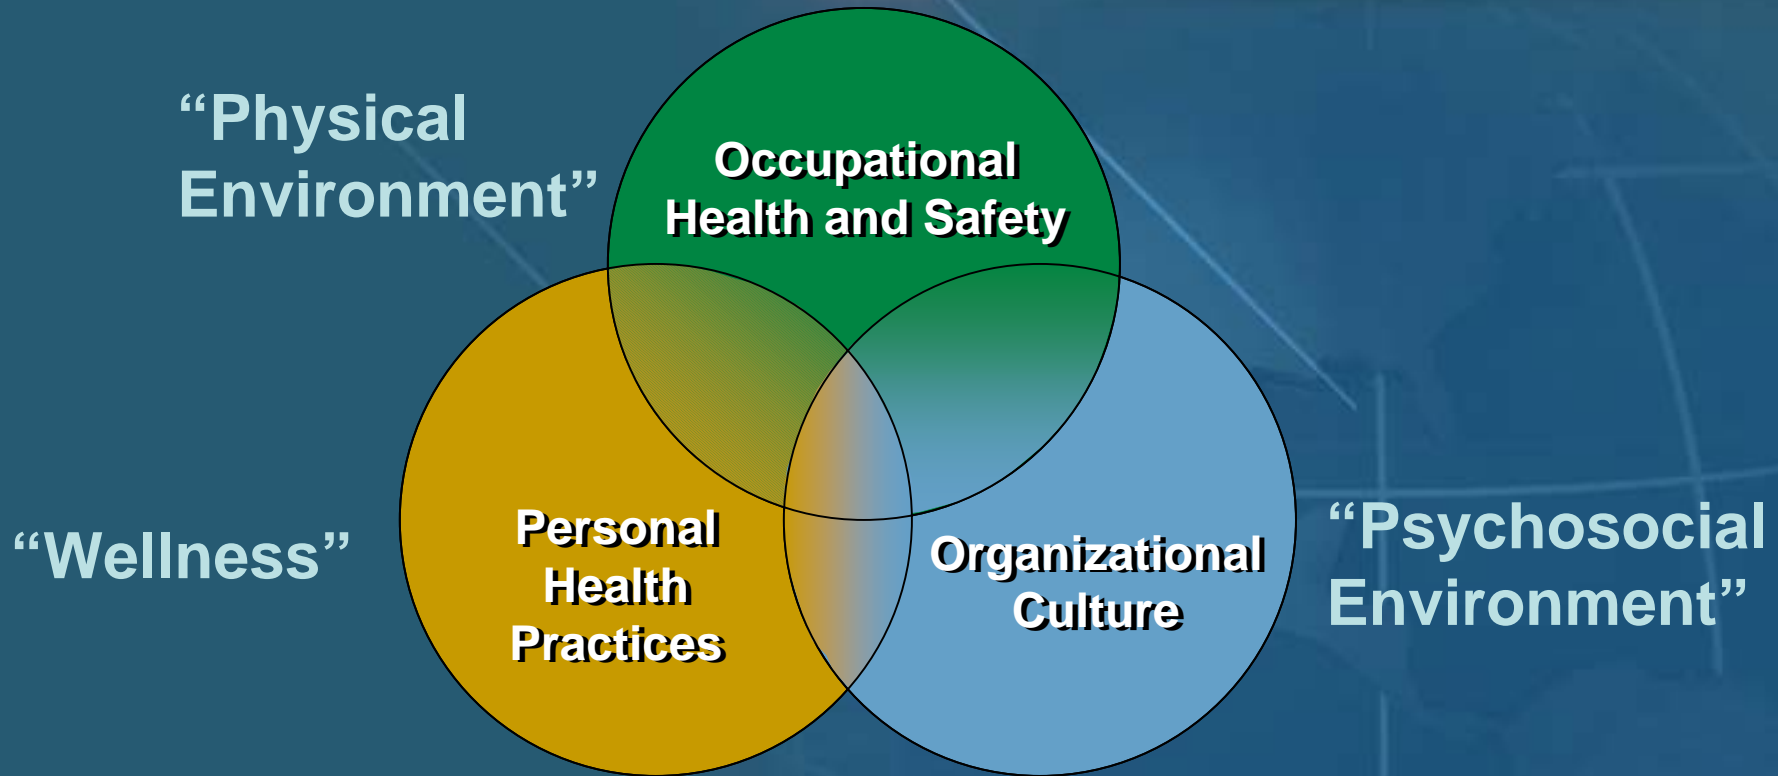 “Physical
Environment”
Occupational
Health and Safety
“Wellness”
Personal
Health
Practices
Organizational
Culture
“Psychosocial
Environment”